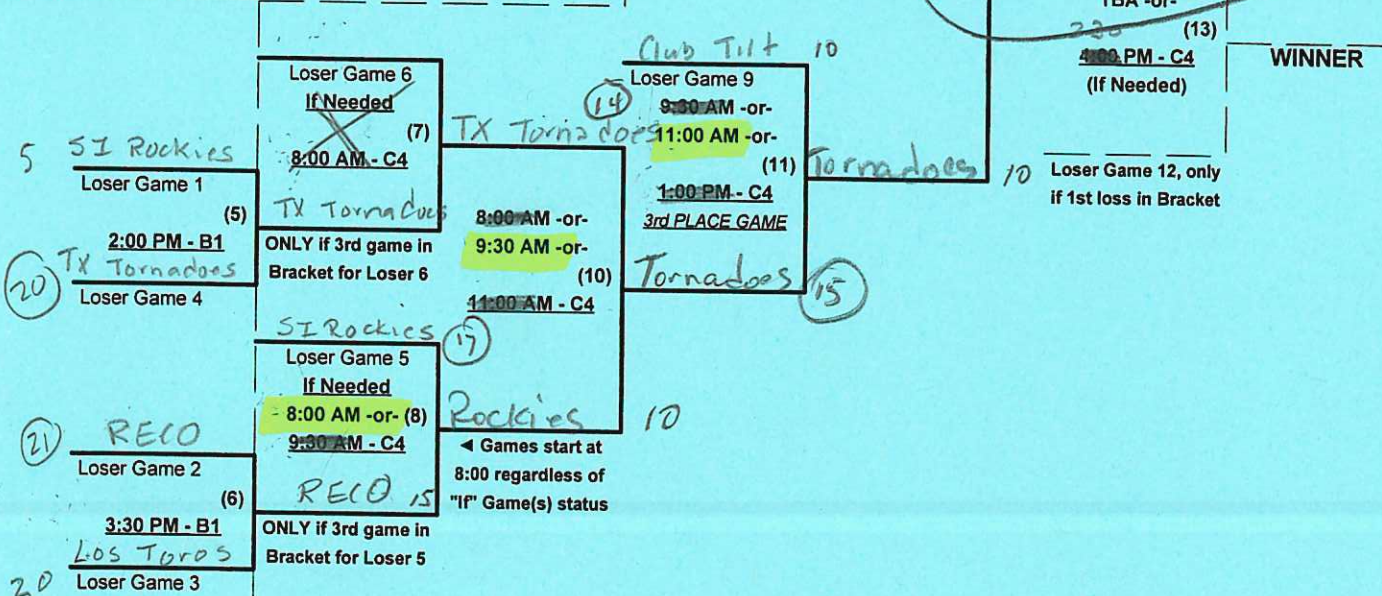 TBA -or-
230 (13)
4:00 PM - C4
(If Needed)
WINNER
Loser Game 12, only
if 1st loss in Bracket
Club Tilt 10
Loser Game 9
14 9:30 AM -or-
11:00 AM -or-
(11)
1:00 PM - C4
3rd PLACE GAME
Tornadoes 10
Loser Game 6
If Needed
(7)
8:00 AM - C4
TX Tornadoes
5 SI Rockies
Loser Game 1
(5)
2:00 PM - B1
TX Tornadoes
20
Loser Game 4
TX Tornadoes
ONLY if 3rd game in
Bracket for Loser 6
8:00 AM -or-
9:30 AM -or-
(10)
11:00 AM - C4
Tornadoes 15
SI Rockies 17
Loser Game 5
If Needed
8:00 AM -or- (8)
9:30 AM - C4
Rockies 10
◄ Games start at
8:00 regardless of
"If" Game(s) status
21 RECO
Loser Game 2
(6)
3:30 PM - B1
Los Toros
20 Loser Game 3
RECO 15
ONLY if 3rd game in
Bracket for Loser 5